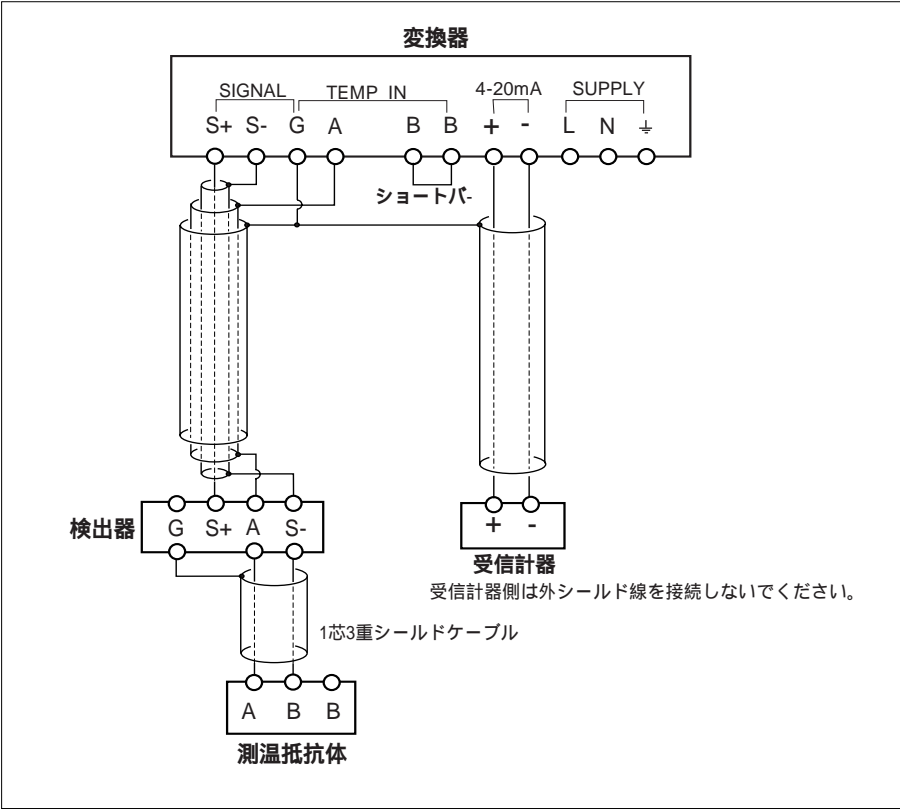 変換器
SIGNAL TEMP IN 4-20mA SUPPLY
S+ S- G A B B + - L N ⏚
ショートバ-
検出器
G S+ A S-
+ -
受信計器
受信計器側は外シールド線を接続しないでください。
1芯3重シールドケーブル
A B B
測温抵抗体